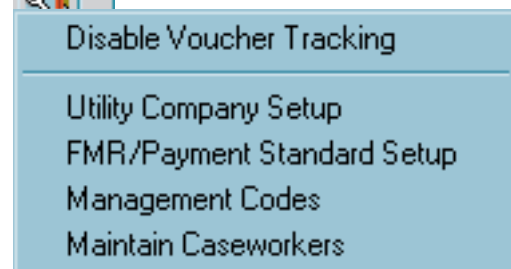 Disable Voucher Tracking
Utility Company Setup
FMR/Payment Standard Setup
Management Codes
Maintain Caseworkers